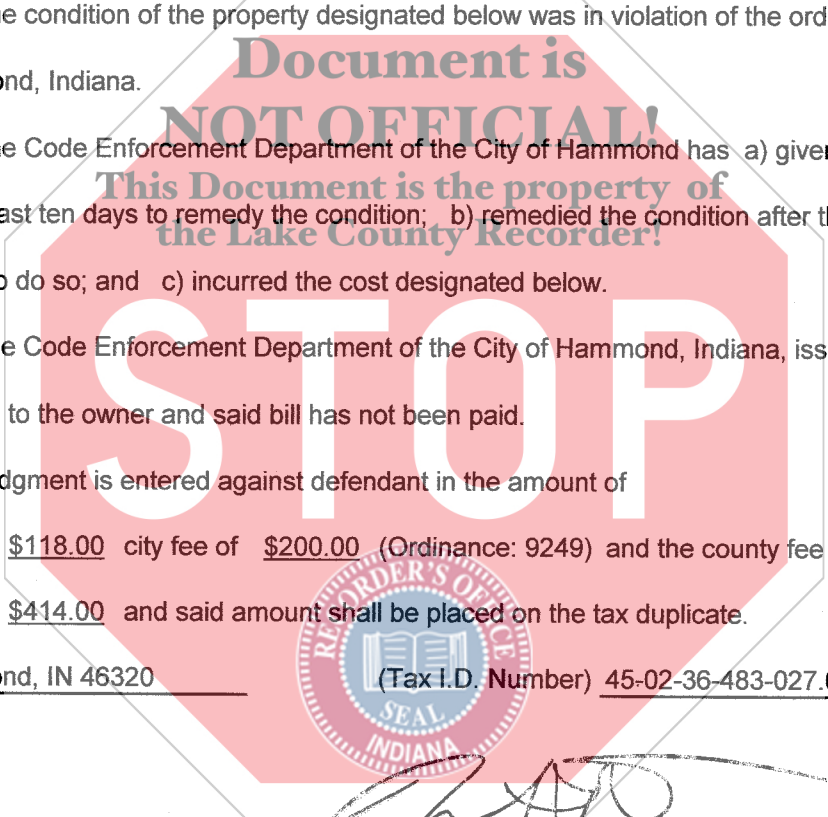 e condition of the property designated below was in violation of the ord
Document is
nd, Indiana.
NOT OFFICIAL!
e Code Enforcement Department of the City of Hammond has a) given
This Document is the property of
ast ten days to remedy the condition; b) remedied the condition after th
the Lake County Recorder!
o do so; and c) incurred the cost designated below.
STOP
e Code Enforcement Department of the City of Hammond, Indiana, iss
to the owner and said bill has not been paid.
dgment is entered against defendant in the amount of
$118.00 city fee of $200.00 (Ordinance: 9249) and the county fee
$414.00 and said amount shall be placed on the tax duplicate.
nd, IN 46320 (Tax I.D. Number) 45-02-36-483-027.
RECORDER'S OFFICE
SEAL
INDIANA